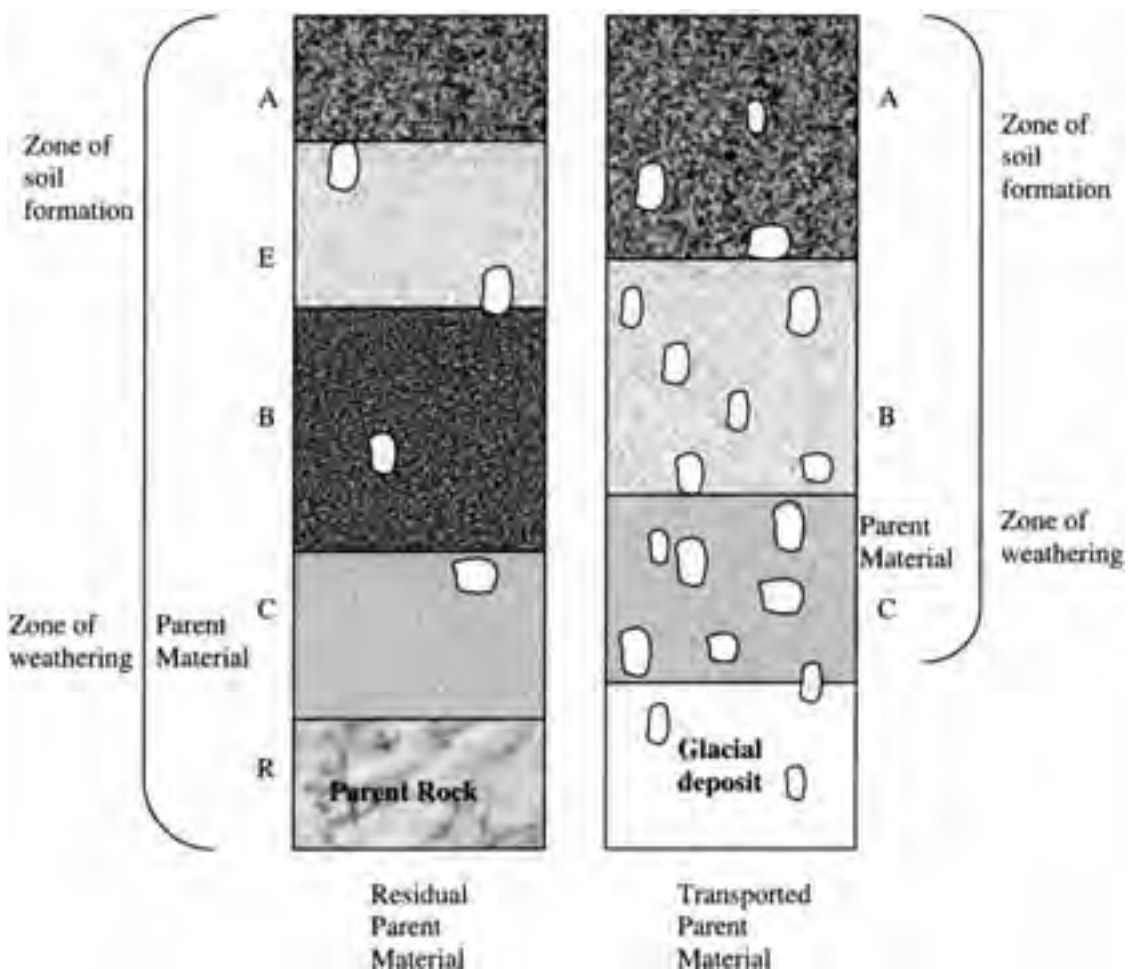 Zone of
soil
formation
A
E
B
C
R
Zone of
weathering
Parent
Material
Parent Rock
Residual
Parent
Material
A
B
C
Parent
Material
Glacial
deposit
Transported
Parent
Material
Zone of
soil
formation
Zone of
weathering